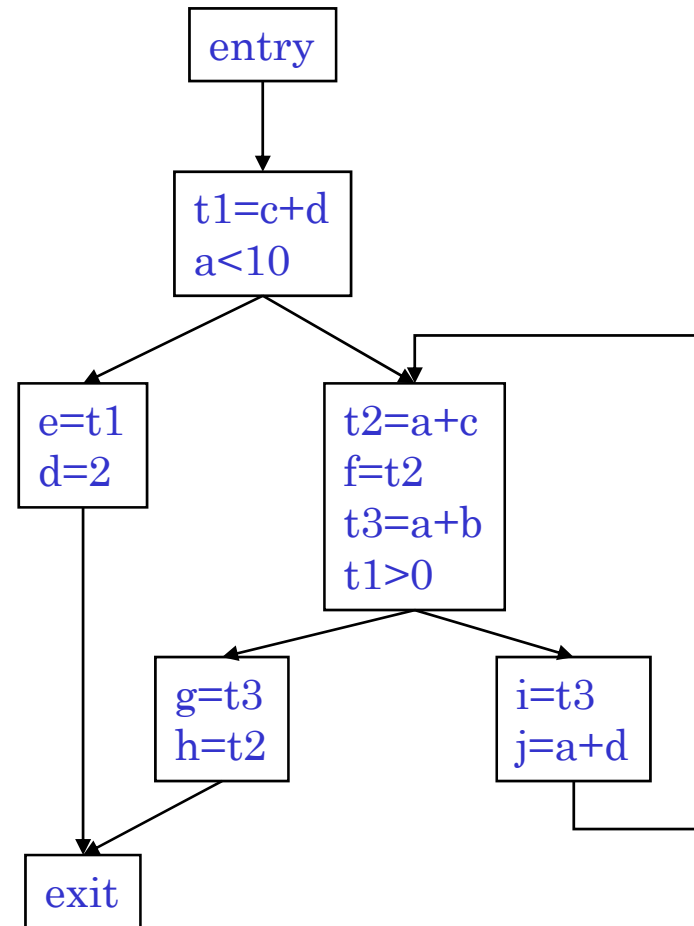 entry
t1=c+d
a<10
e=t1
d=2
t2=a+c
f=t2
t3=a+b
t1>0
g=t3
h=t2
i=t3
j=a+d
exit